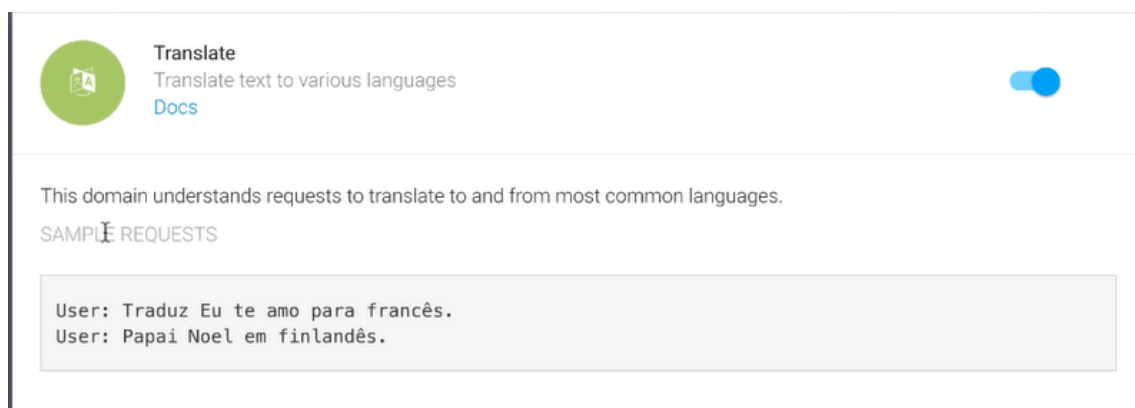 Translate
Translate text to various languages
Docs
This domain understands requests to translate to and from most common languages.
SAMPLE REQUESTS
User: Traduz Eu te amo para francês.
User: Papai Noel em finlandês.